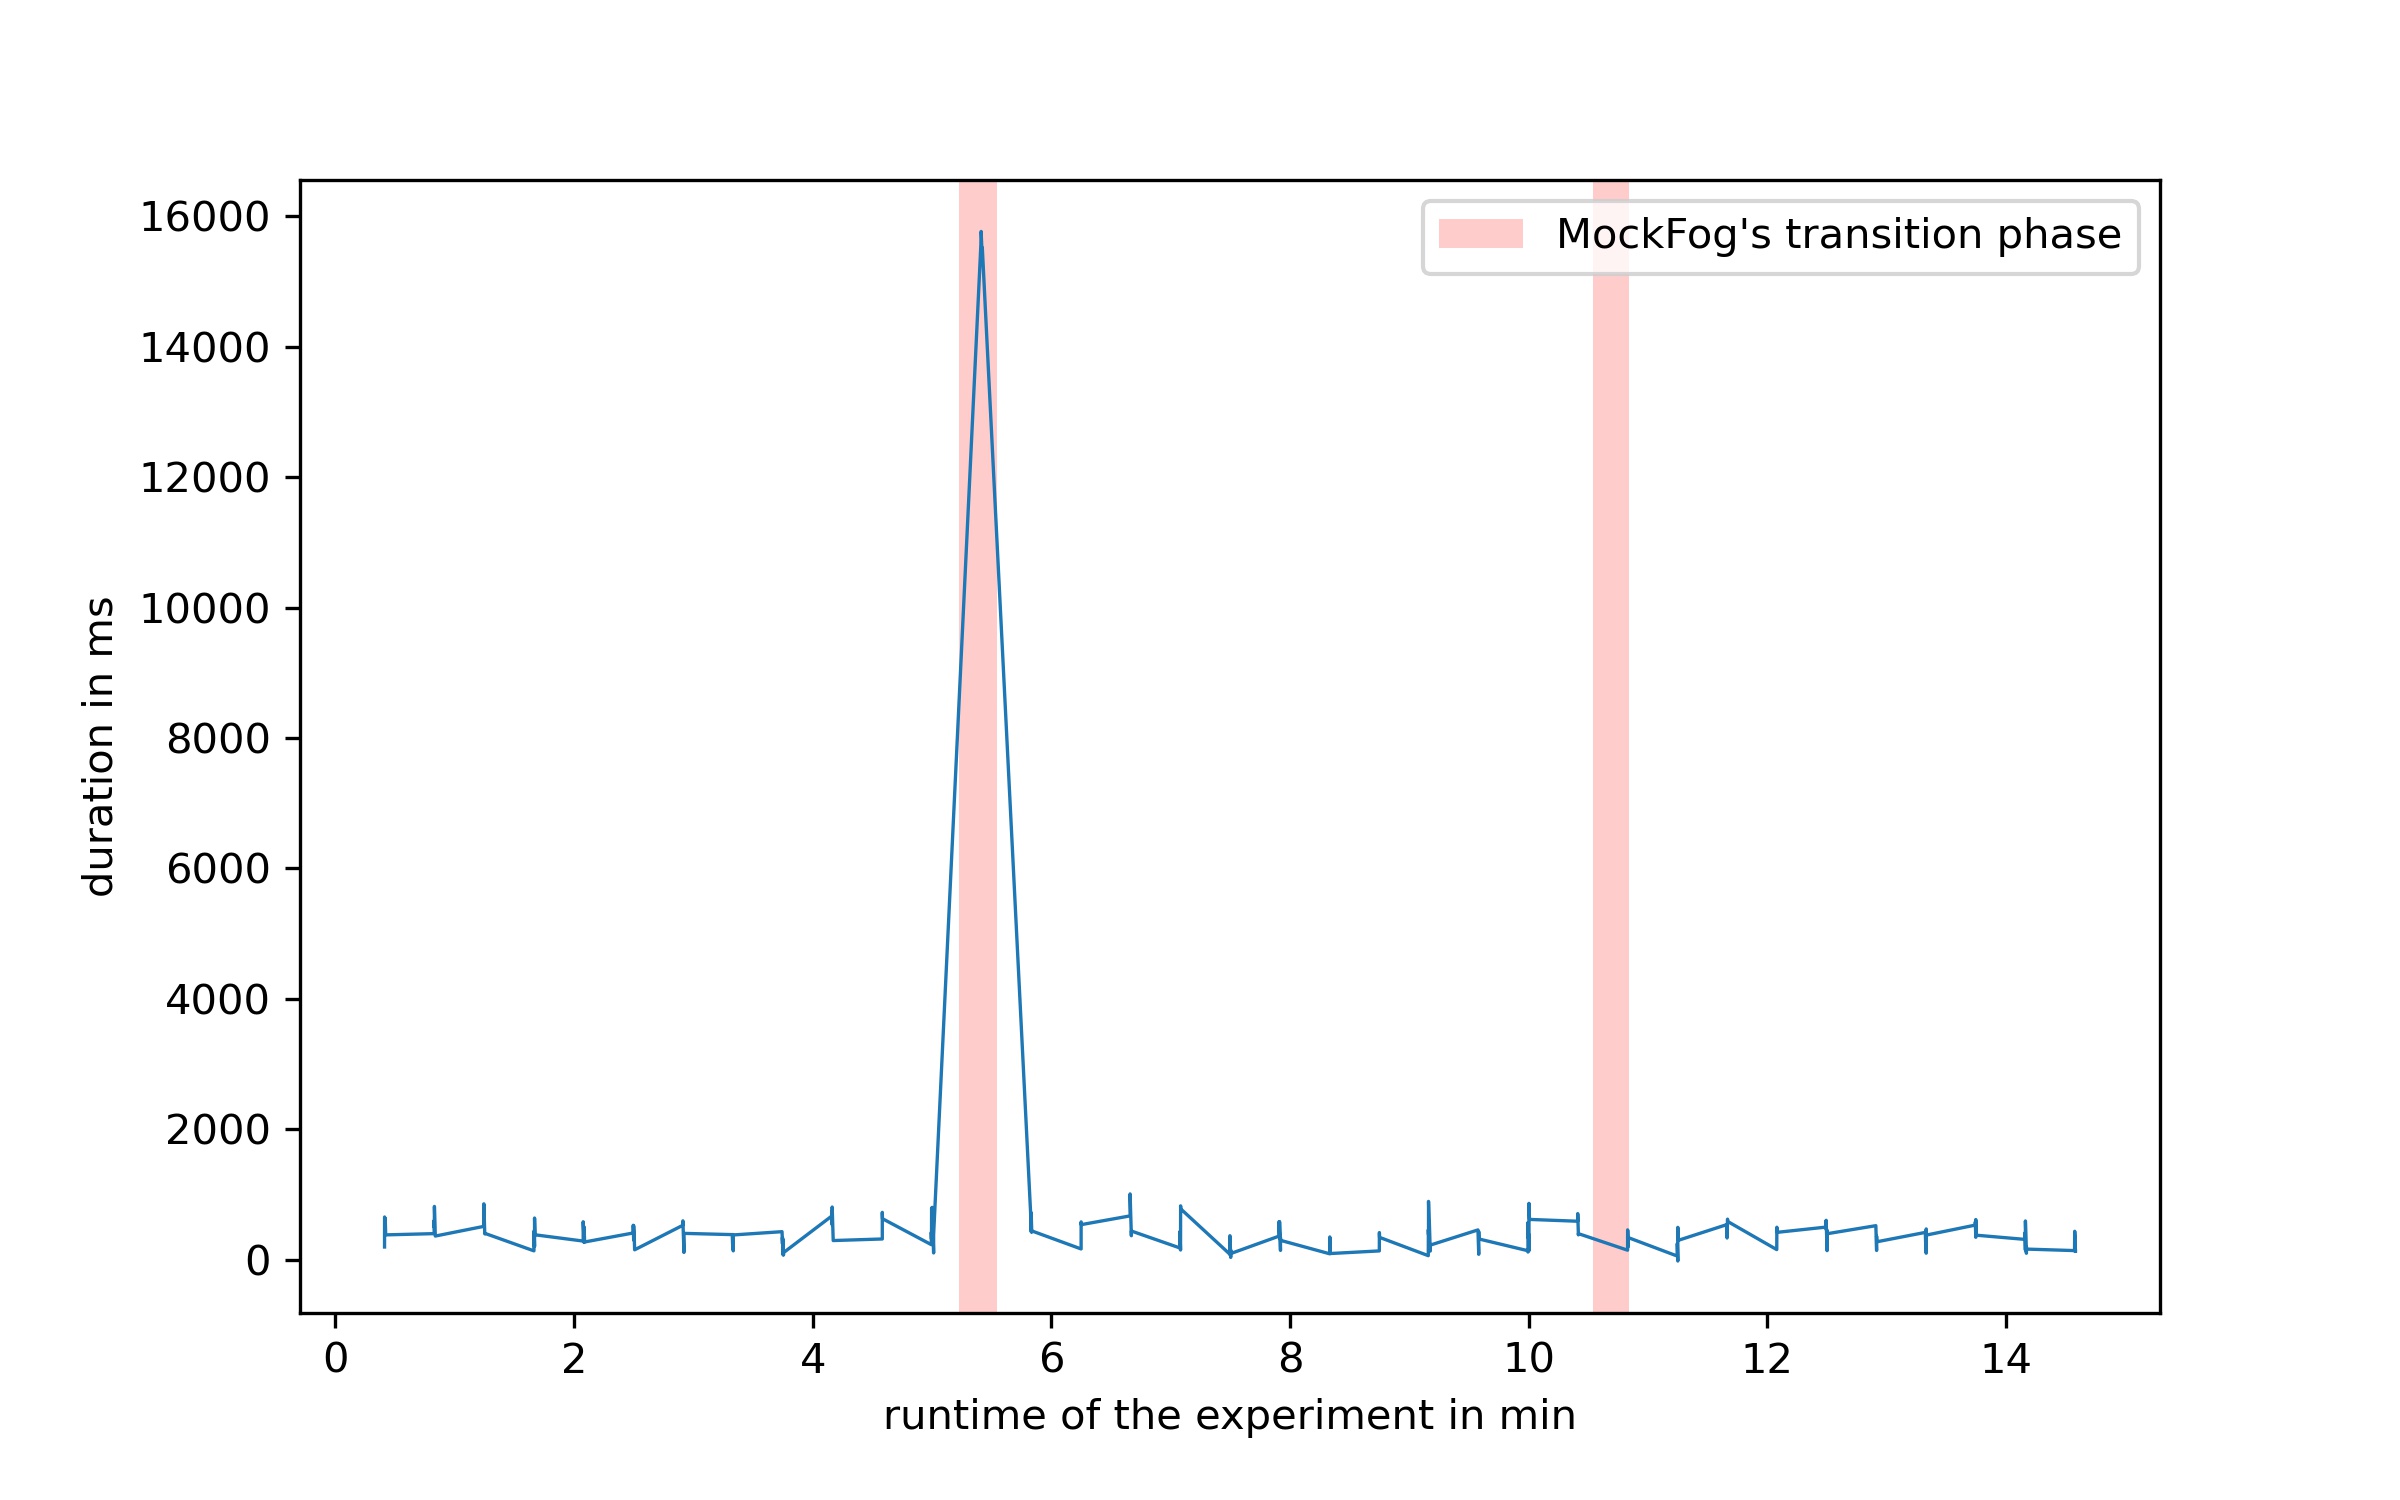 MockFog's transition phase
16000
14000
12000
10000
8000
6000
4000
2000
0
duration in ms
0 2 4 6 8 10 12 14
runtime of the experiment in min